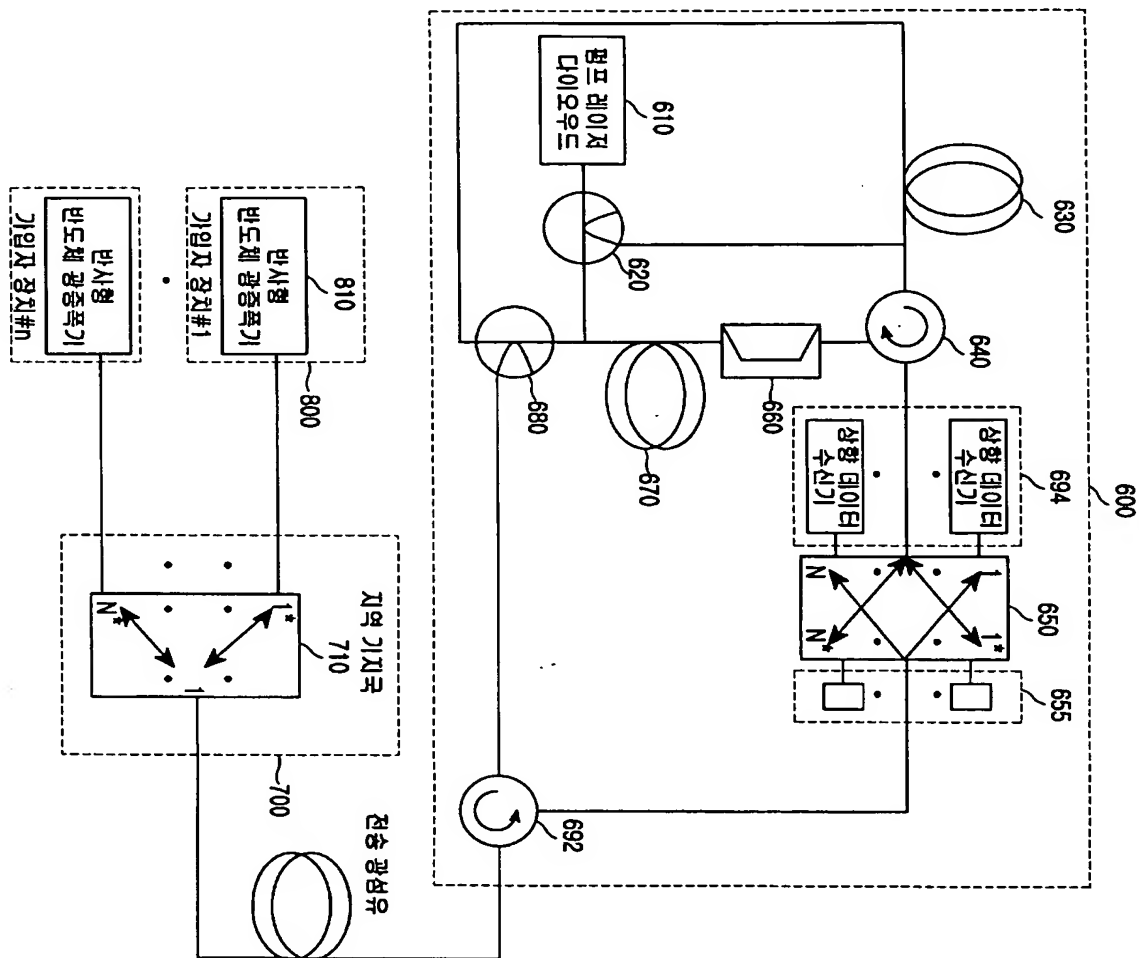 600
630
694
650
655
640
상향 데이터
수신기
1
1*
상향 데이터
수신기
N
N*
660
610
펌프 레이저
다이오우드
670
620
692
680
전송 광섬유
지역 기지국
810
710
800
700
반사형
반도체 광증폭기
가입자 장치#1
1*
1
N*
반사형
반도체 광증폭기
가입자 장치#n